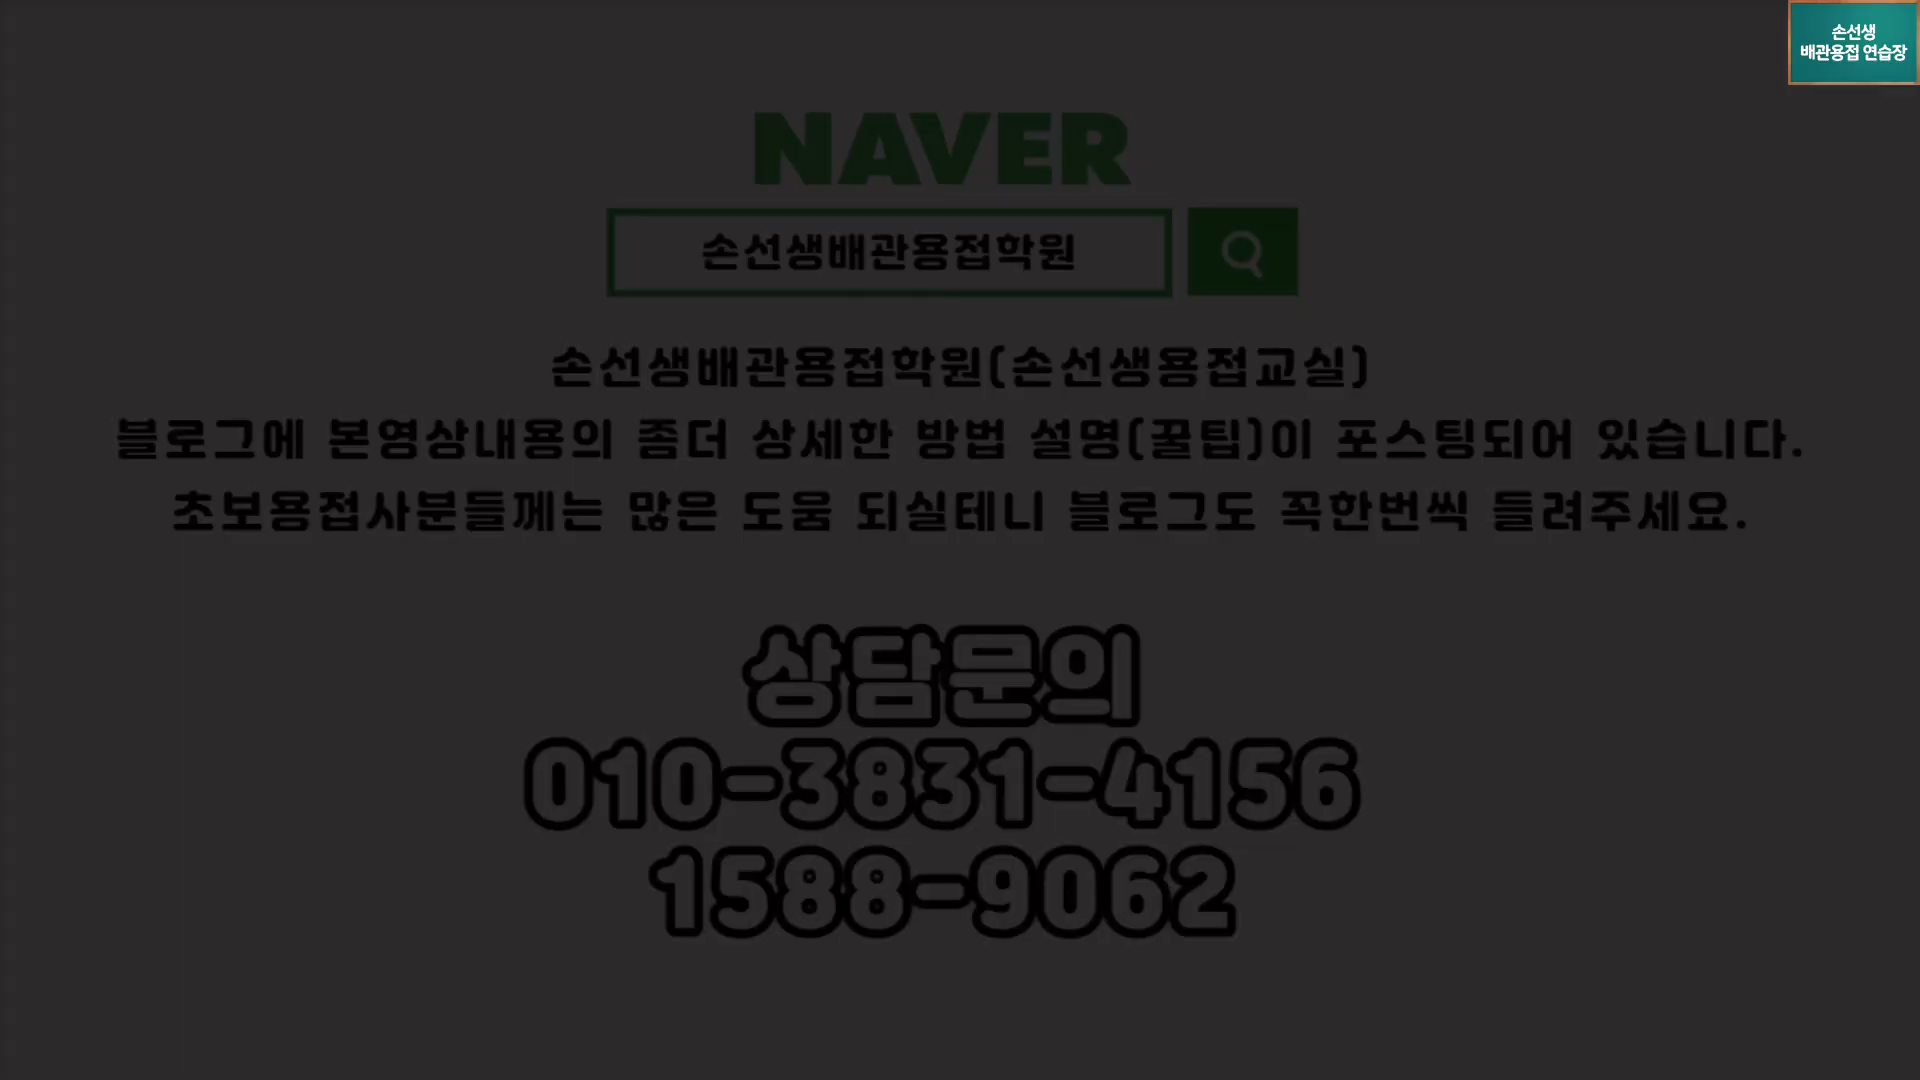 손선생
배관용접 연습장
NAVER
손선생배관용접학원
손선생배관용접학원(손선생용접교실)
블로그에 본영상내용의 좀더 상세한 방법 설명(꿀팁)이 포스팅되어 있습니다.
초보용접사분들께는 많은 도움 되실테니 블로그도 꼭한번씩 들려주세요.
상담문의
010-3831-4156
1588-9062